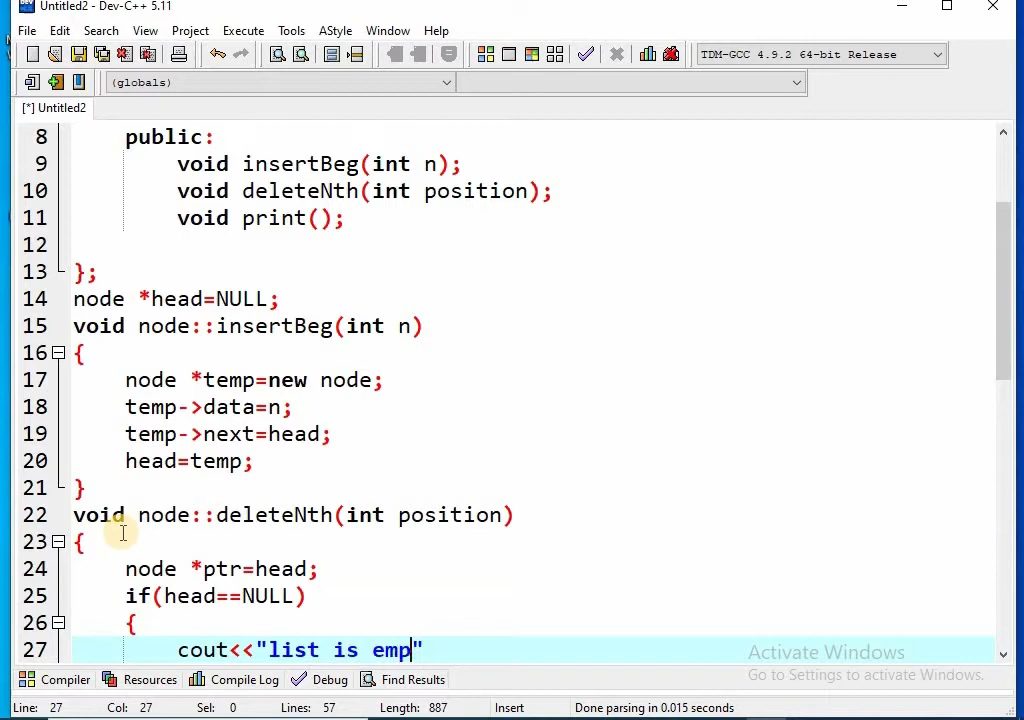 Untitled2 - Dev-C++ 5.11
File Edit Search View Project Execute Tools AStyle Window Help
TDM-GCC 4.9.2 64-bit Release
(globals)
[*] Untitled2
8 public:
9 void insertBeg(int n);
10 void deleteNth(int position);
11 void print();
12
13 };
14 node *head=NULL;
15 void node::insertBeg(int n)
16 {
17 node *temp=new node;
18 temp->data=n;
19 temp->next=head;
20 head=temp;
21 }
22 void node::deleteNth(int position)
23 {
24 node *ptr=head;
25 if(head==NULL)
26 {
27 cout<<"list is emp"
Activate Windows
Go to Settings to activate Windows.
Compiler Resources Compile Log Debug Find Results
Line: 27 Col: 27 Sel: 0 Lines: 57 Length: 887 Insert Done parsing in 0.015 seconds